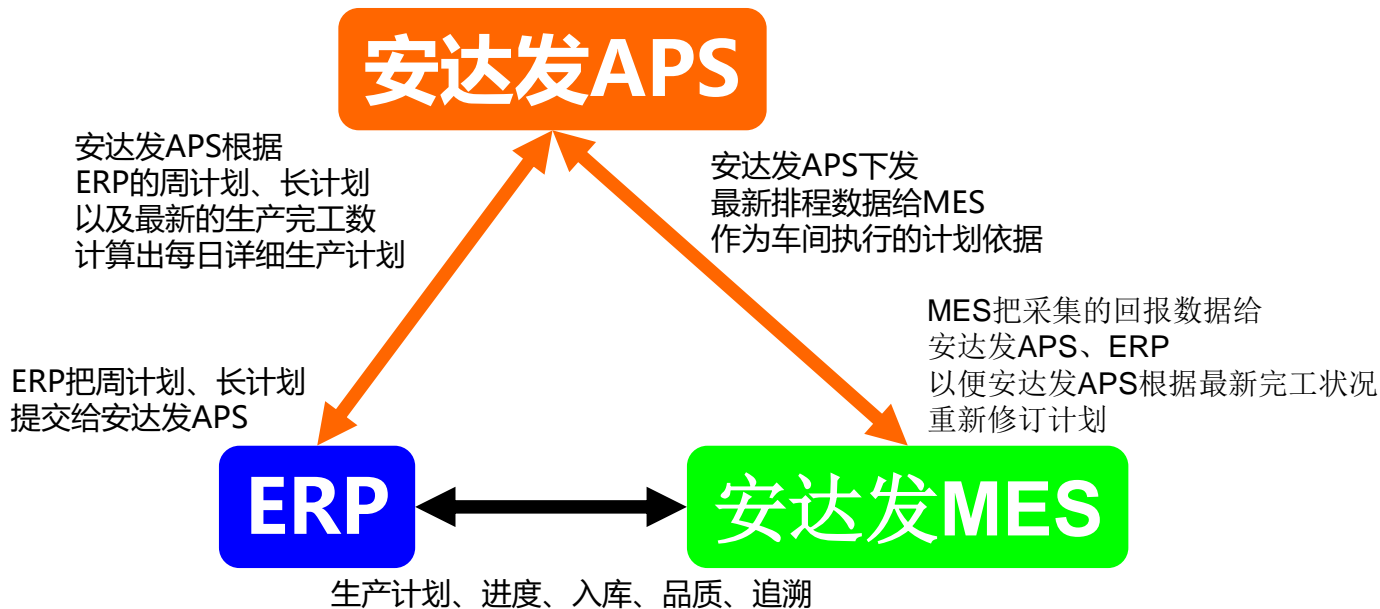 安达发APS
安达发APS根据
ERP的周计划、长计划
以及最新的生产完工数
计算出每日详细生产计划
安达发APS下发
最新排程数据给MES
作为车间执行的计划依据
MES把采集的回报数据给
安达发APS、ERP
以便安达发APS根据最新完工状况
重新修订计划
ERP把周计划、长计划
提交给安达发APS
ERP
安达发MES
生产计划、进度、入库、品质、追溯